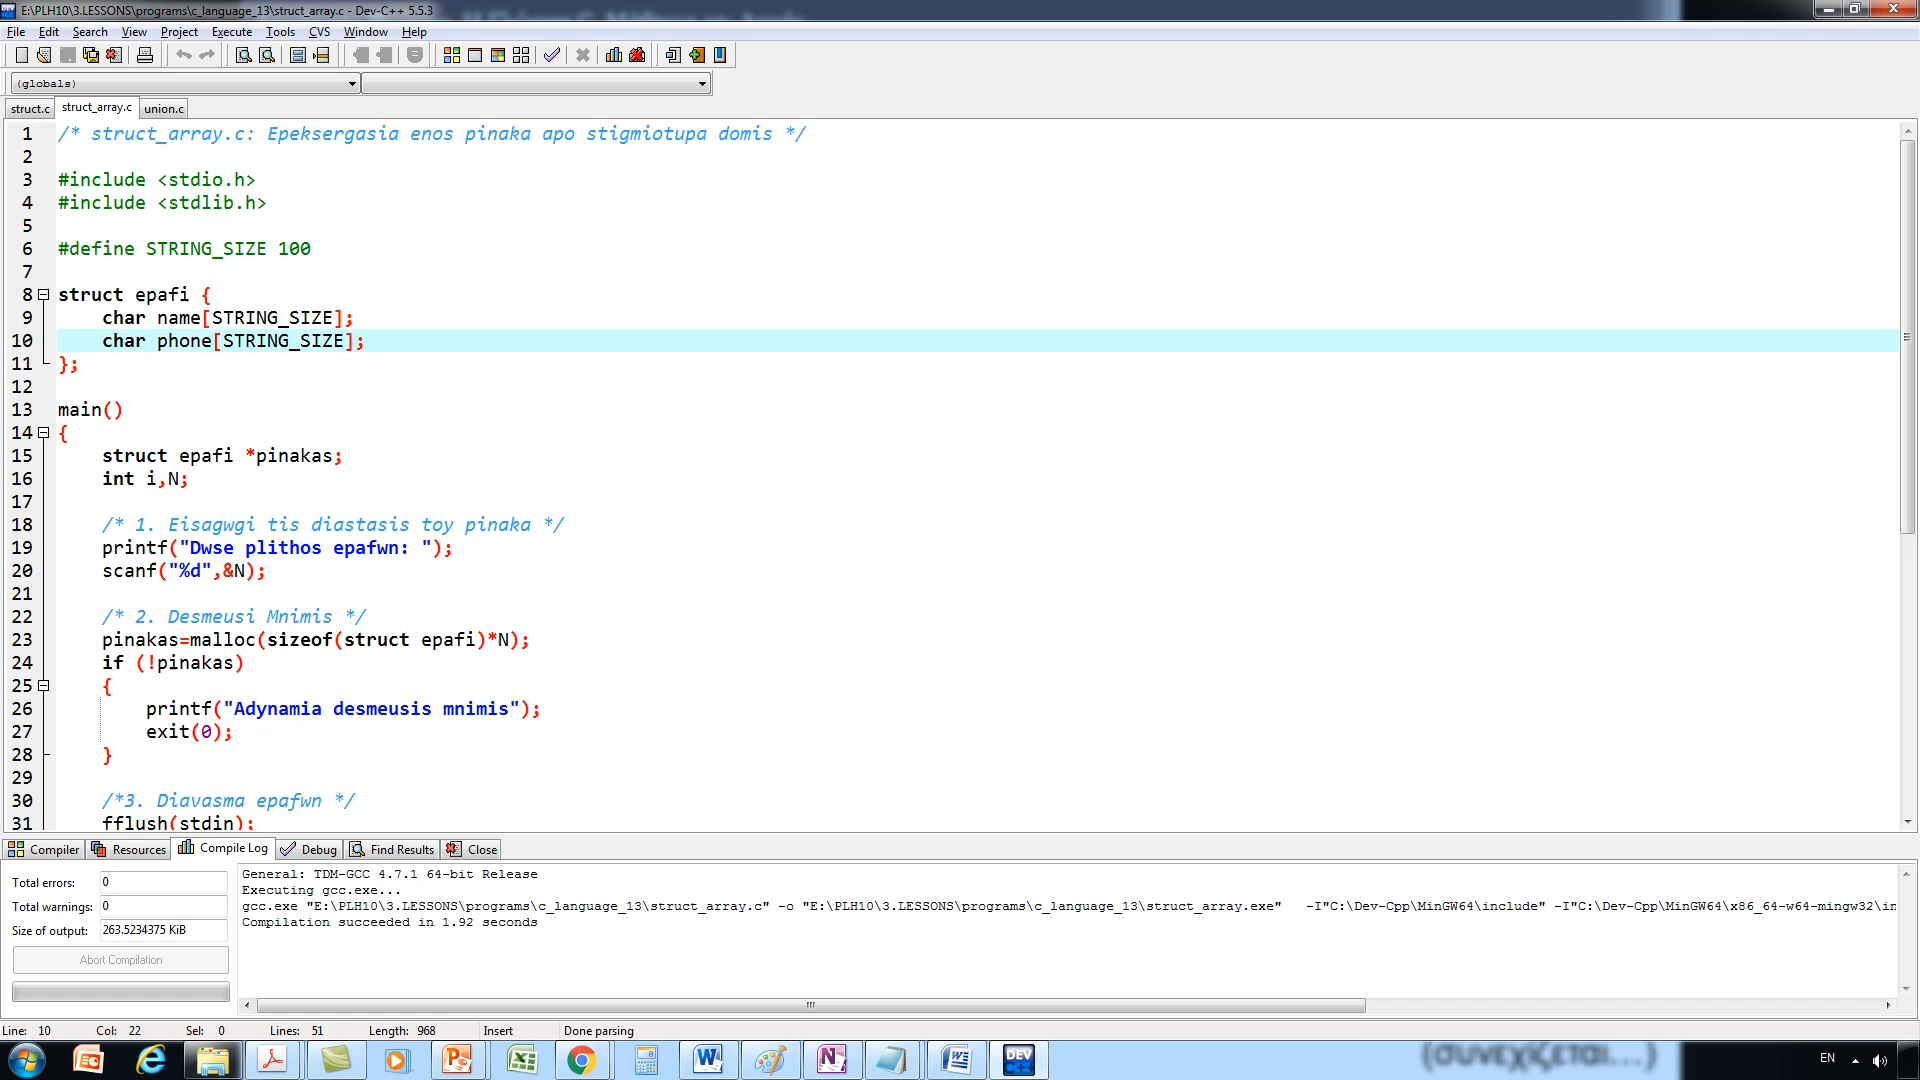 E:\PLH10\3.LESSONS\programs\c_language_13\struct_array.c - Dev-C++ 5.5.3
File Edit Search View Project Execute Tools CVS Window Help
(globals)
struct.c struct_array.c union.c
1 /* struct_array.c: Epeksergasia enos pinaka apo stigmiotupa domis */
2
3 #include <stdio.h>
4 #include <stdlib.h>
5
6 #define STRING_SIZE 100
7
8 struct epafi {
9 char name[STRING_SIZE];
10 char phone[STRING_SIZE];
11 };
12
13 main()
14 {
15 struct epafi *pinakas;
16 int i,N;
17
18 /* 1. Eisagwgi tis diastasis toy pinaka */
19 printf("Dwse plithos epafwn: ");
20 scanf("%d",&N);
21
22 /* 2. Desmeusi Mnimis */
23 pinakas=malloc(sizeof(struct epafi)*N);
24 if (!pinakas)
25 {
26 printf("Adynamia desmeusis mnimis");
27 exit(0);
28 }
29
30 /*3. Diavasma epafwn */
31 fflush(stdin);
Compiler Resources Compile Log Debug Find Results Close
Total errors: 0
Total warnings: 0
Size of output: 263.5234375 KiB
Abort Compilation
General: TDM-GCC 4.7.1 64-bit Release
Executing gcc.exe...
gcc.exe "E:\PLH10\3.LESSONS\programs\c_language_13\struct_array.c" -o "E:\PLH10\3.LESSONS\programs\c_language_13\struct_array.exe" -I"C:\Dev-Cpp\MinGW64\include" -I"C:\Dev-Cpp\MinGW64\x86_64-w64-mingw32\in
Compilation succeeded in 1.92 seconds
Line: 10 Col: 22 Sel: 0 Lines: 51 Length: 968 Insert Done parsing
DEV
(συνεχίζεται...)
EN